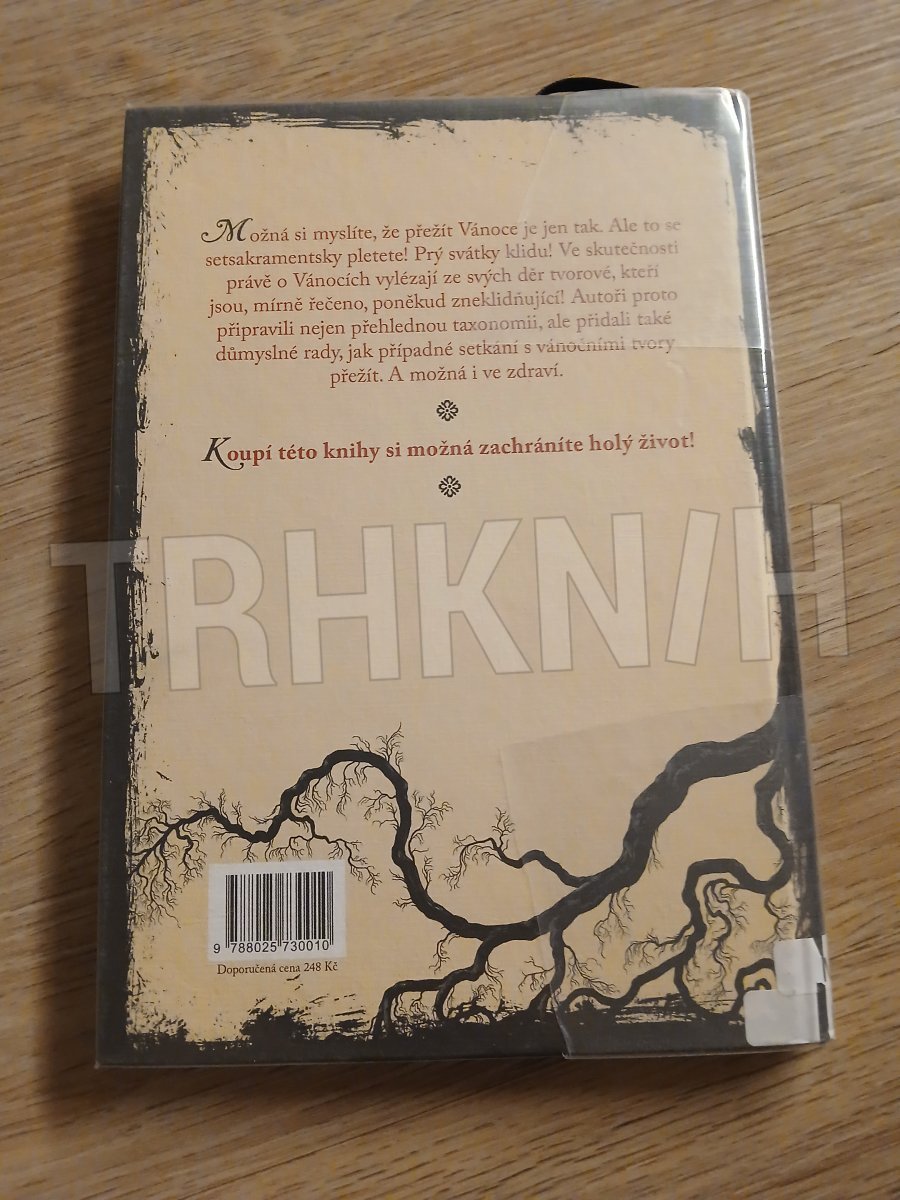 Možná si myslíte, že přežít Vánoce je jen tak. Ale to se
setsakramentsky pletete! Prý svátky klidu! Ve skutečnosti
právě o Vánocích vylézají ze svých děr tvorové, kteří
jsou, mírně řečeno, poněkud zneklidňující! Autoři proto
připravili nejen přehlednou taxonomii, ale přidali také
důmyslné rady, jak případné setkání s vánočními tvory
přežít. A možná i ve zdraví.
Koupí této knihy si možná zachráníte holý život!
TRHKN/H
9 788025 730010
Doporučená cena 248 Kč